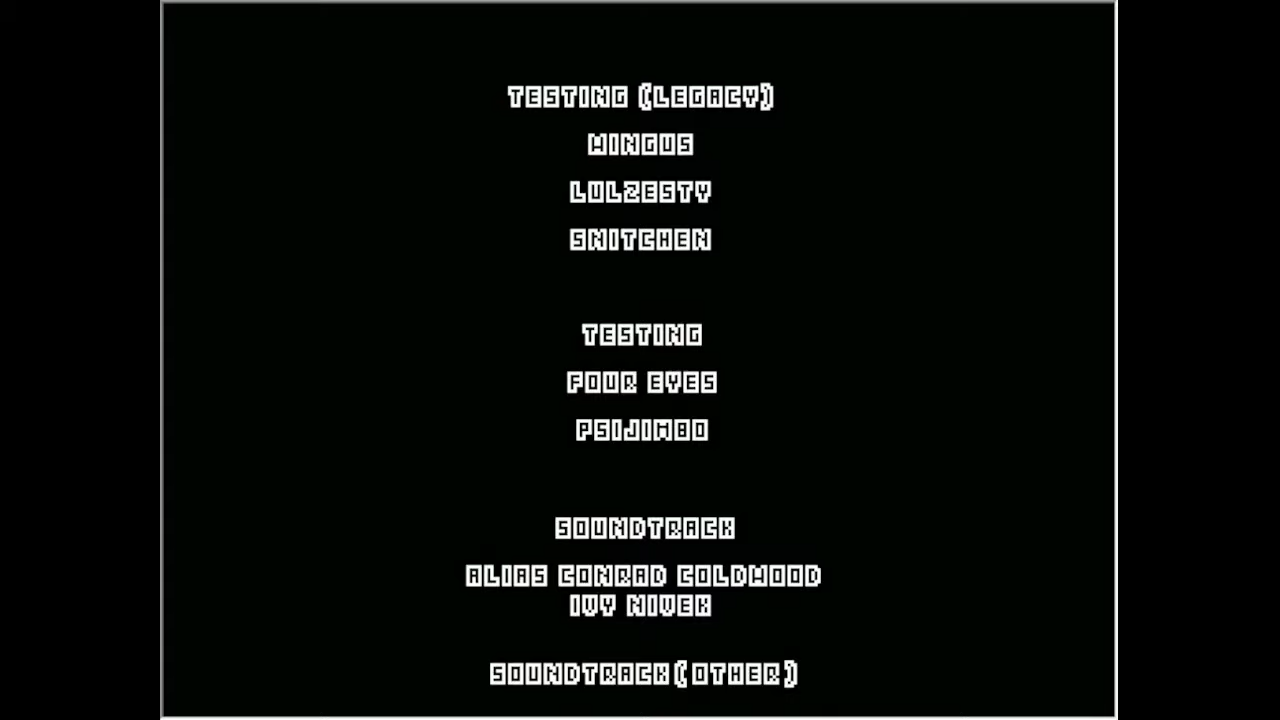 TESTING (LEGACY)
WINGUS
LULZESTY
SNITCHEN
TESTING
FOUR EYES
PSIJIMBO
SOUNDTRACK
ALIAS CONRAD COLDWOOD
IVY NIVEK
SOUNDTRACK(OTHER)